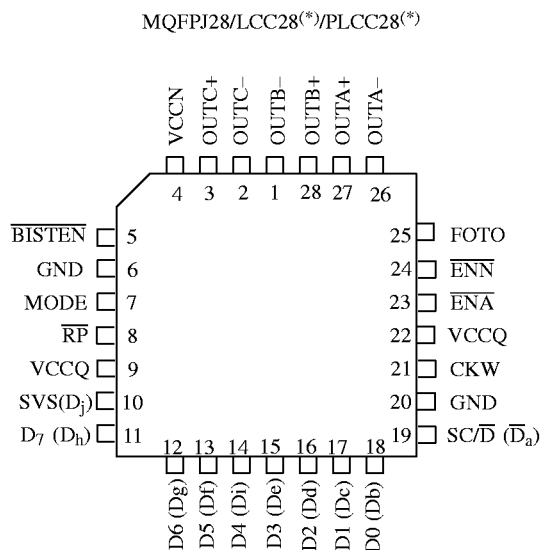 MQFPJ28/LCC28(*)/PLCC28(*)
VCCN OUTC+ OUTC– OUTB– OUTB+ OUTA+ OUTA–
4 3 2 1 28 27 26
BISTEN 5 25 FOTO
GND 6 24 ENN
MODE 7 23 ENA
RP 8 22 VCCQ
VCCQ 9 21 CKW
SVS(Dj) 10 20 GND
D7 (Dh) 11 19 SC/D (Da)
12 13 14 15 16 17 18
D6 (Dg) D5 (Df) D4 (Di) D3 (De) D2 (Dd) D1 (Dc) D0 (Db)